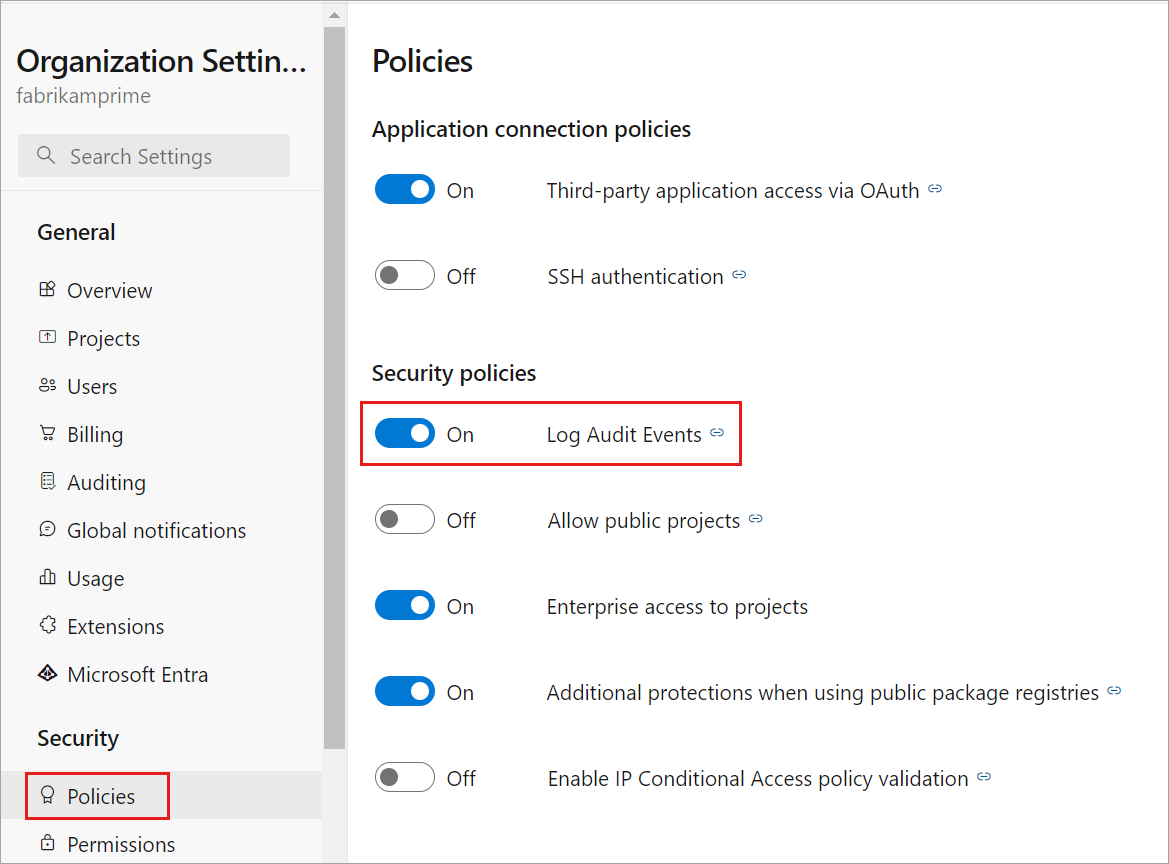 Organization Settin...
fabrikamprime
Search Settings
General
Overview
Projects
Users
Billing
Auditing
Global notifications
Usage
Extensions
Microsoft Entra
Security
Policies
Permissions
Policies
Application connection policies
On Third-party application access via OAuth
Off SSH authentication
Security policies
On Log Audit Events
Off Allow public projects
On Enterprise access to projects
On Additional protections when using public package registries
Off Enable IP Conditional Access policy validation